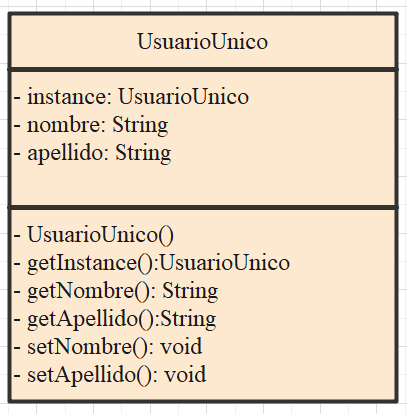 UsuarioUnico
- instance: UsuarioUnico
- nombre: String
- apellido: String
- UsuarioUnico()
- getInstance():UsuarioUnico
- getNombre(): String
- getApellido():String
- setNombre(): void
- setApellido(): void